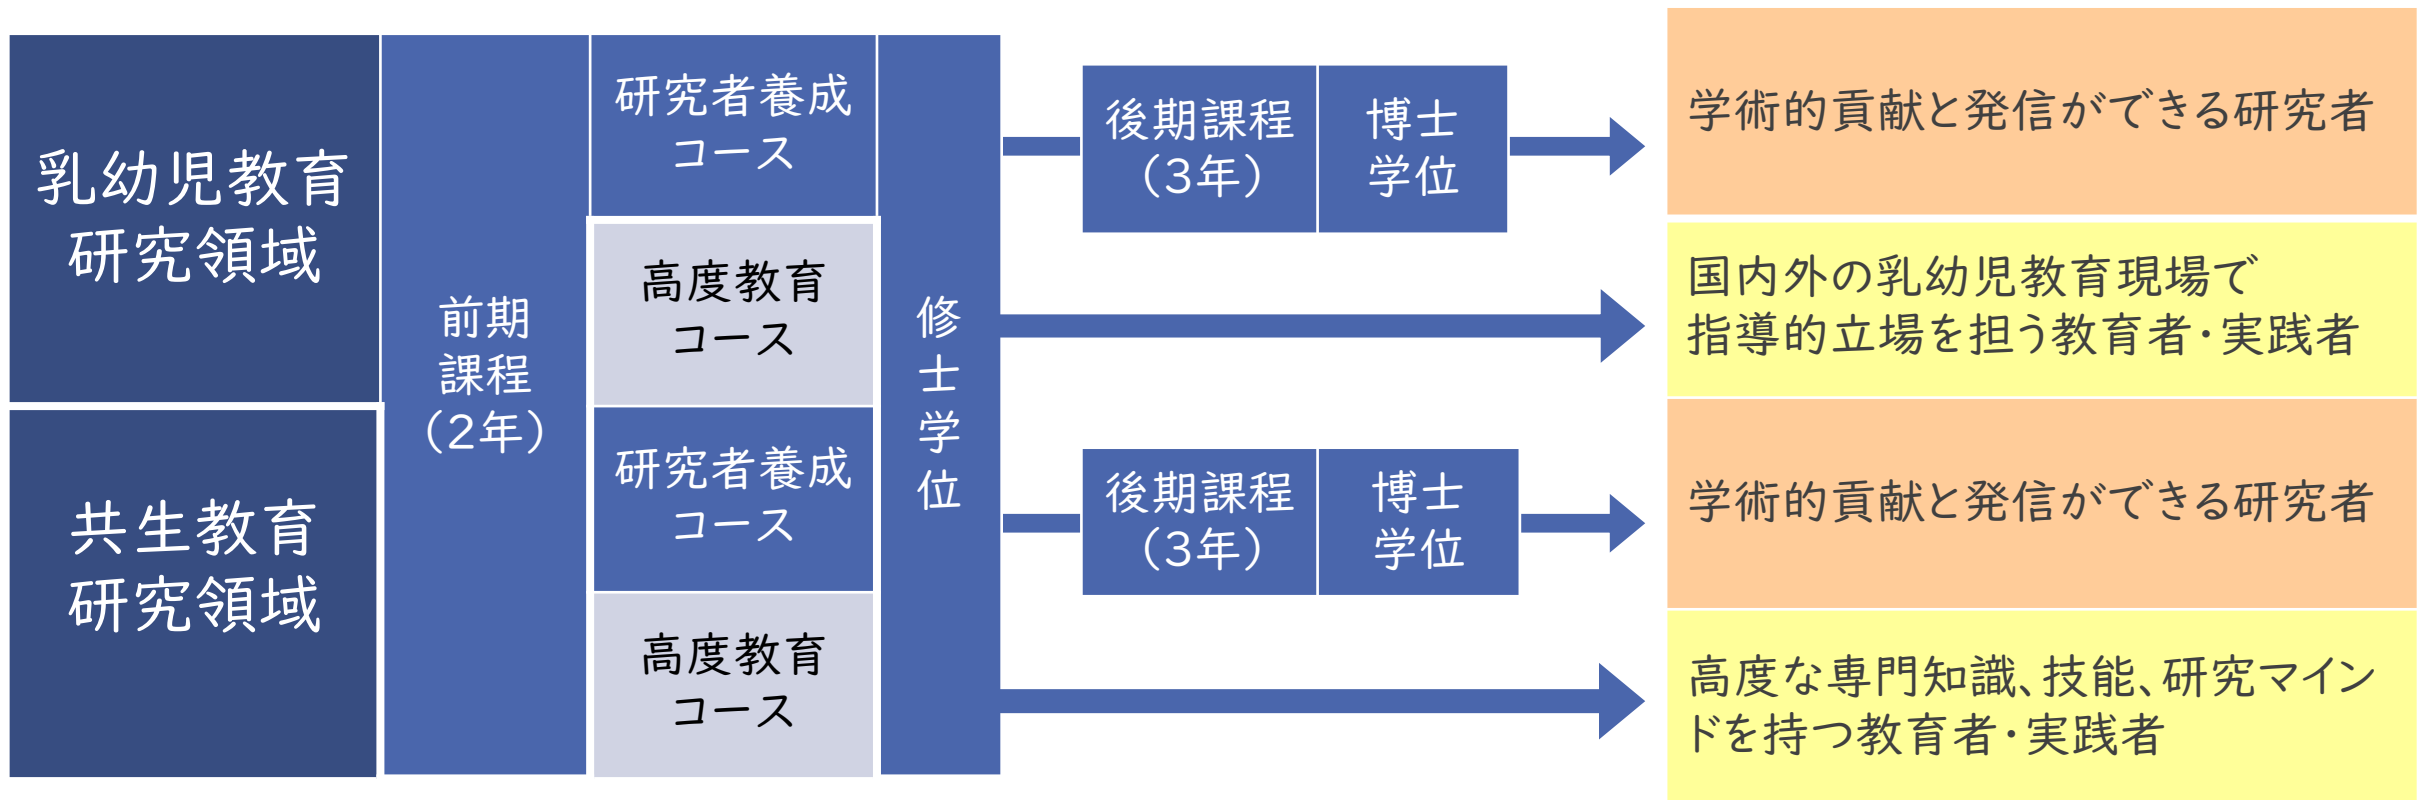 乳幼児教育
研究領域
共生教育
研究領域
前期
課程
（2年）
研究者養成
コース
高度教育
コース
研究者養成
コース
高度教育
コース
修士学位
後期課程
（3年）
博士
学位
後期課程
（3年）
博士
学位
学術的貢献と発信ができる研究者
国内外の乳幼児教育現場で
指導的立場を担う教育者・実践者
学術的貢献と発信ができる研究者
高度な専門知識、技能、研究マイン
ドを持つ教育者・実践者